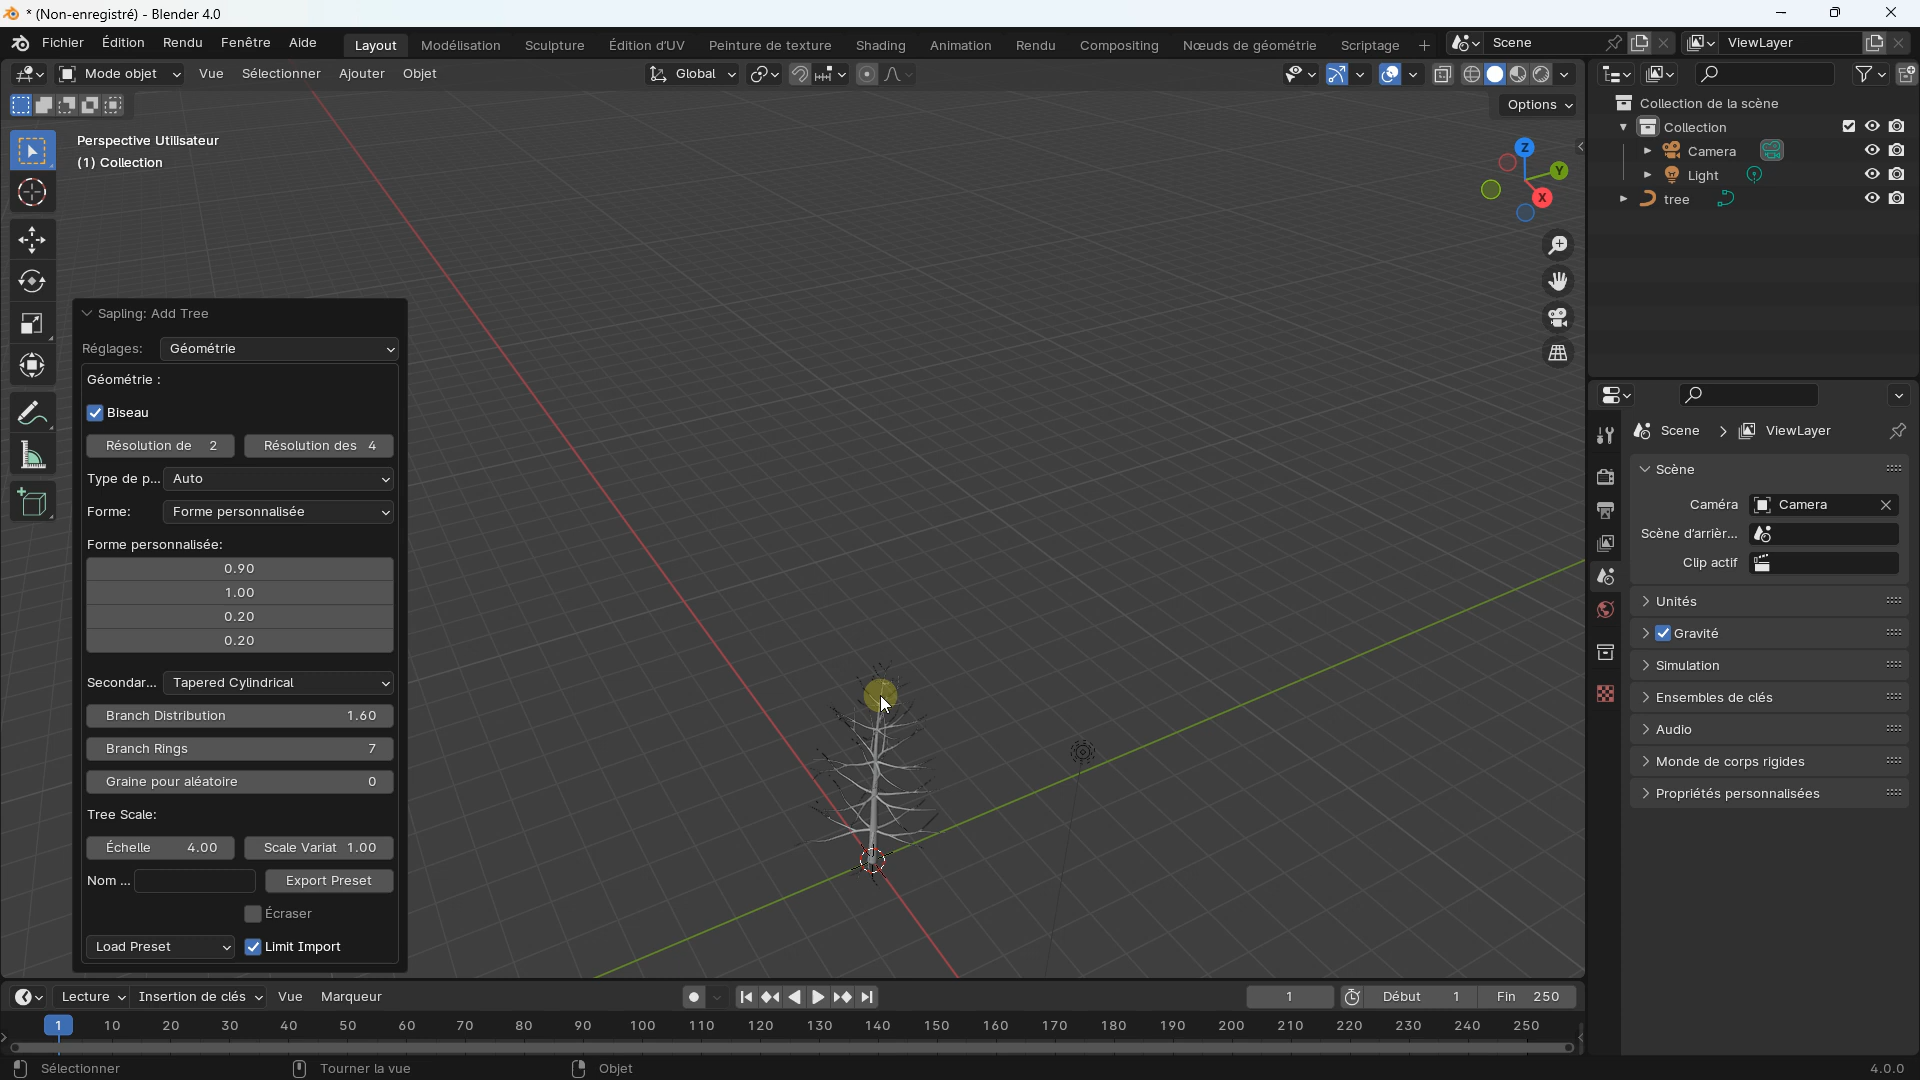 * (Non-enregistré) - Blender 4.0
Fichier Édition Rendu Fenêtre Aide Layout Modélisation Sculpture Édition d'UV Peinture de texture Shading Animation Rendu Compositing Nœuds de géométrie Scriptage + Scene ViewLayer
Mode objet Vue Sélectionner Ajouter Objet Global
Options
Perspective Utilisateur
(1) Collection
Z
Y
X
Sapling: Add Tree
Réglages: Géométrie
Géométrie :
Biseau
Résolution de 2 Résolution des 4
Type de p... Auto
Forme: Forme personnalisée
Forme personnalisée:
0.90
1.00
0.20
0.20
Secondar... Tapered Cylindrical
Branch Distribution 1.60
Branch Rings 7
Graine pour aléatoire 0
Tree Scale:
Échelle 4.00 Scale Variat 1.00
Nom ... Export Preset
Écraser
Load Preset Limit Import
Collection de la scène
Collection
Camera
Light
tree
Scene > ViewLayer
Scène
Caméra Camera
Scène d'arrièr...
Clip actif
Unités
Gravité
Simulation
Ensembles de clés
Audio
Monde de corps rigides
Propriétés personnalisées
Lecture Insertion de clés Vue Marqueur 1 Début 1 Fin 250
1 10 20 30 40 50 60 70 80 90 100 110 120 130 140 150 160 170 180 190 200 210 220 230 240 250
Sélectionner Tourner la vue Objet 4.0.0